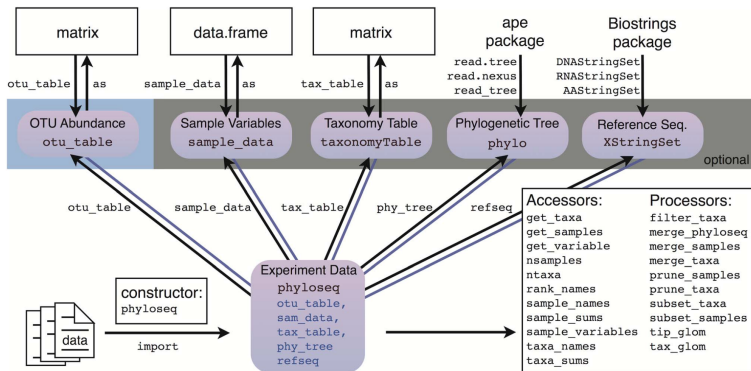 matrix
data.frame
matrix
ape
package
Biostrings
package
otu_table
as
sample_data
as
tax_table
as
read.tree
read.nexus
read_tree
DNAStringSet
RNAStringSet
AAStringSet
OTU Abundance
otu_table
Sample Variables
sample_data
Taxonomy Table
taxonomyTable
Phylogenetic Tree
phylo
Reference Seq.
XStringSet
optional
otu_table
sample_data
tax_table
phy_tree
refseq
Accessors:
get_taxa
get_samples
get_variable
nsamples
ntaxa
rank_names
sample_names
sample_sums
sample_variables
taxa_names
taxa_sums
Processors:
filter_taxa
merge_phyloseq
merge_samples
merge_taxa
prune_samples
prune_taxa
subset_taxa
subset_samples
tip_glom
tax_glom
Experiment Data
phyloseq
otu_table,
sam_data,
tax_table,
phy_tree
refseq
constructor:
phyloseq
data
import